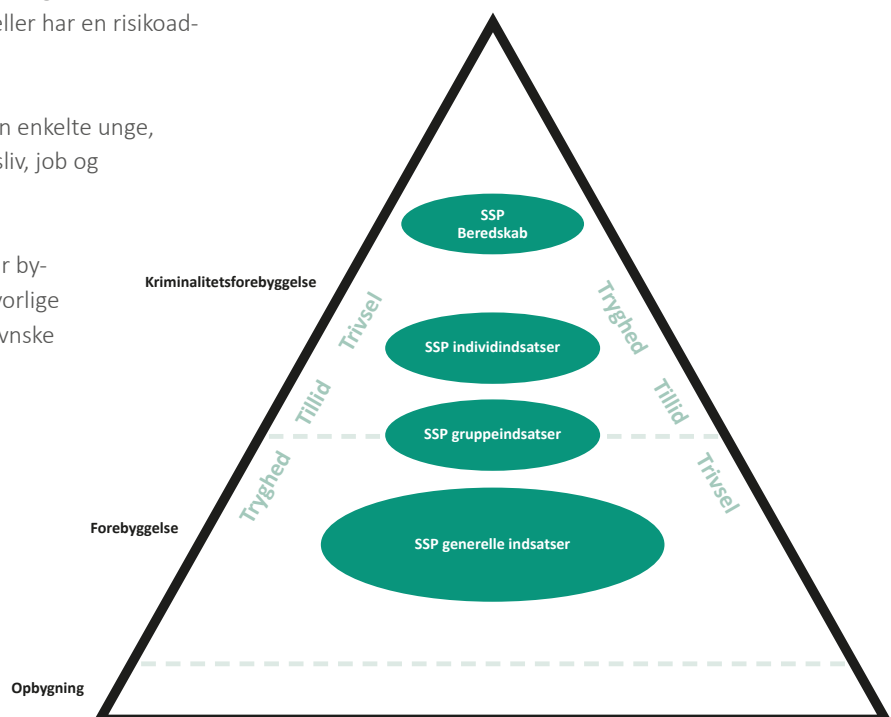 eller har en risikoad-
n enkelte unge,
sliv, job og
r by-
vorlige
vnske
SSP
Beredskab
Kriminalitetsforebyggelse
Trivsel
Tryghed
SSP individindsatser
Tillid
Tillid
SSP gruppeindsatser
Tryghed
Trivsel
Forebyggelse
SSP generelle indsatser
Opbygning